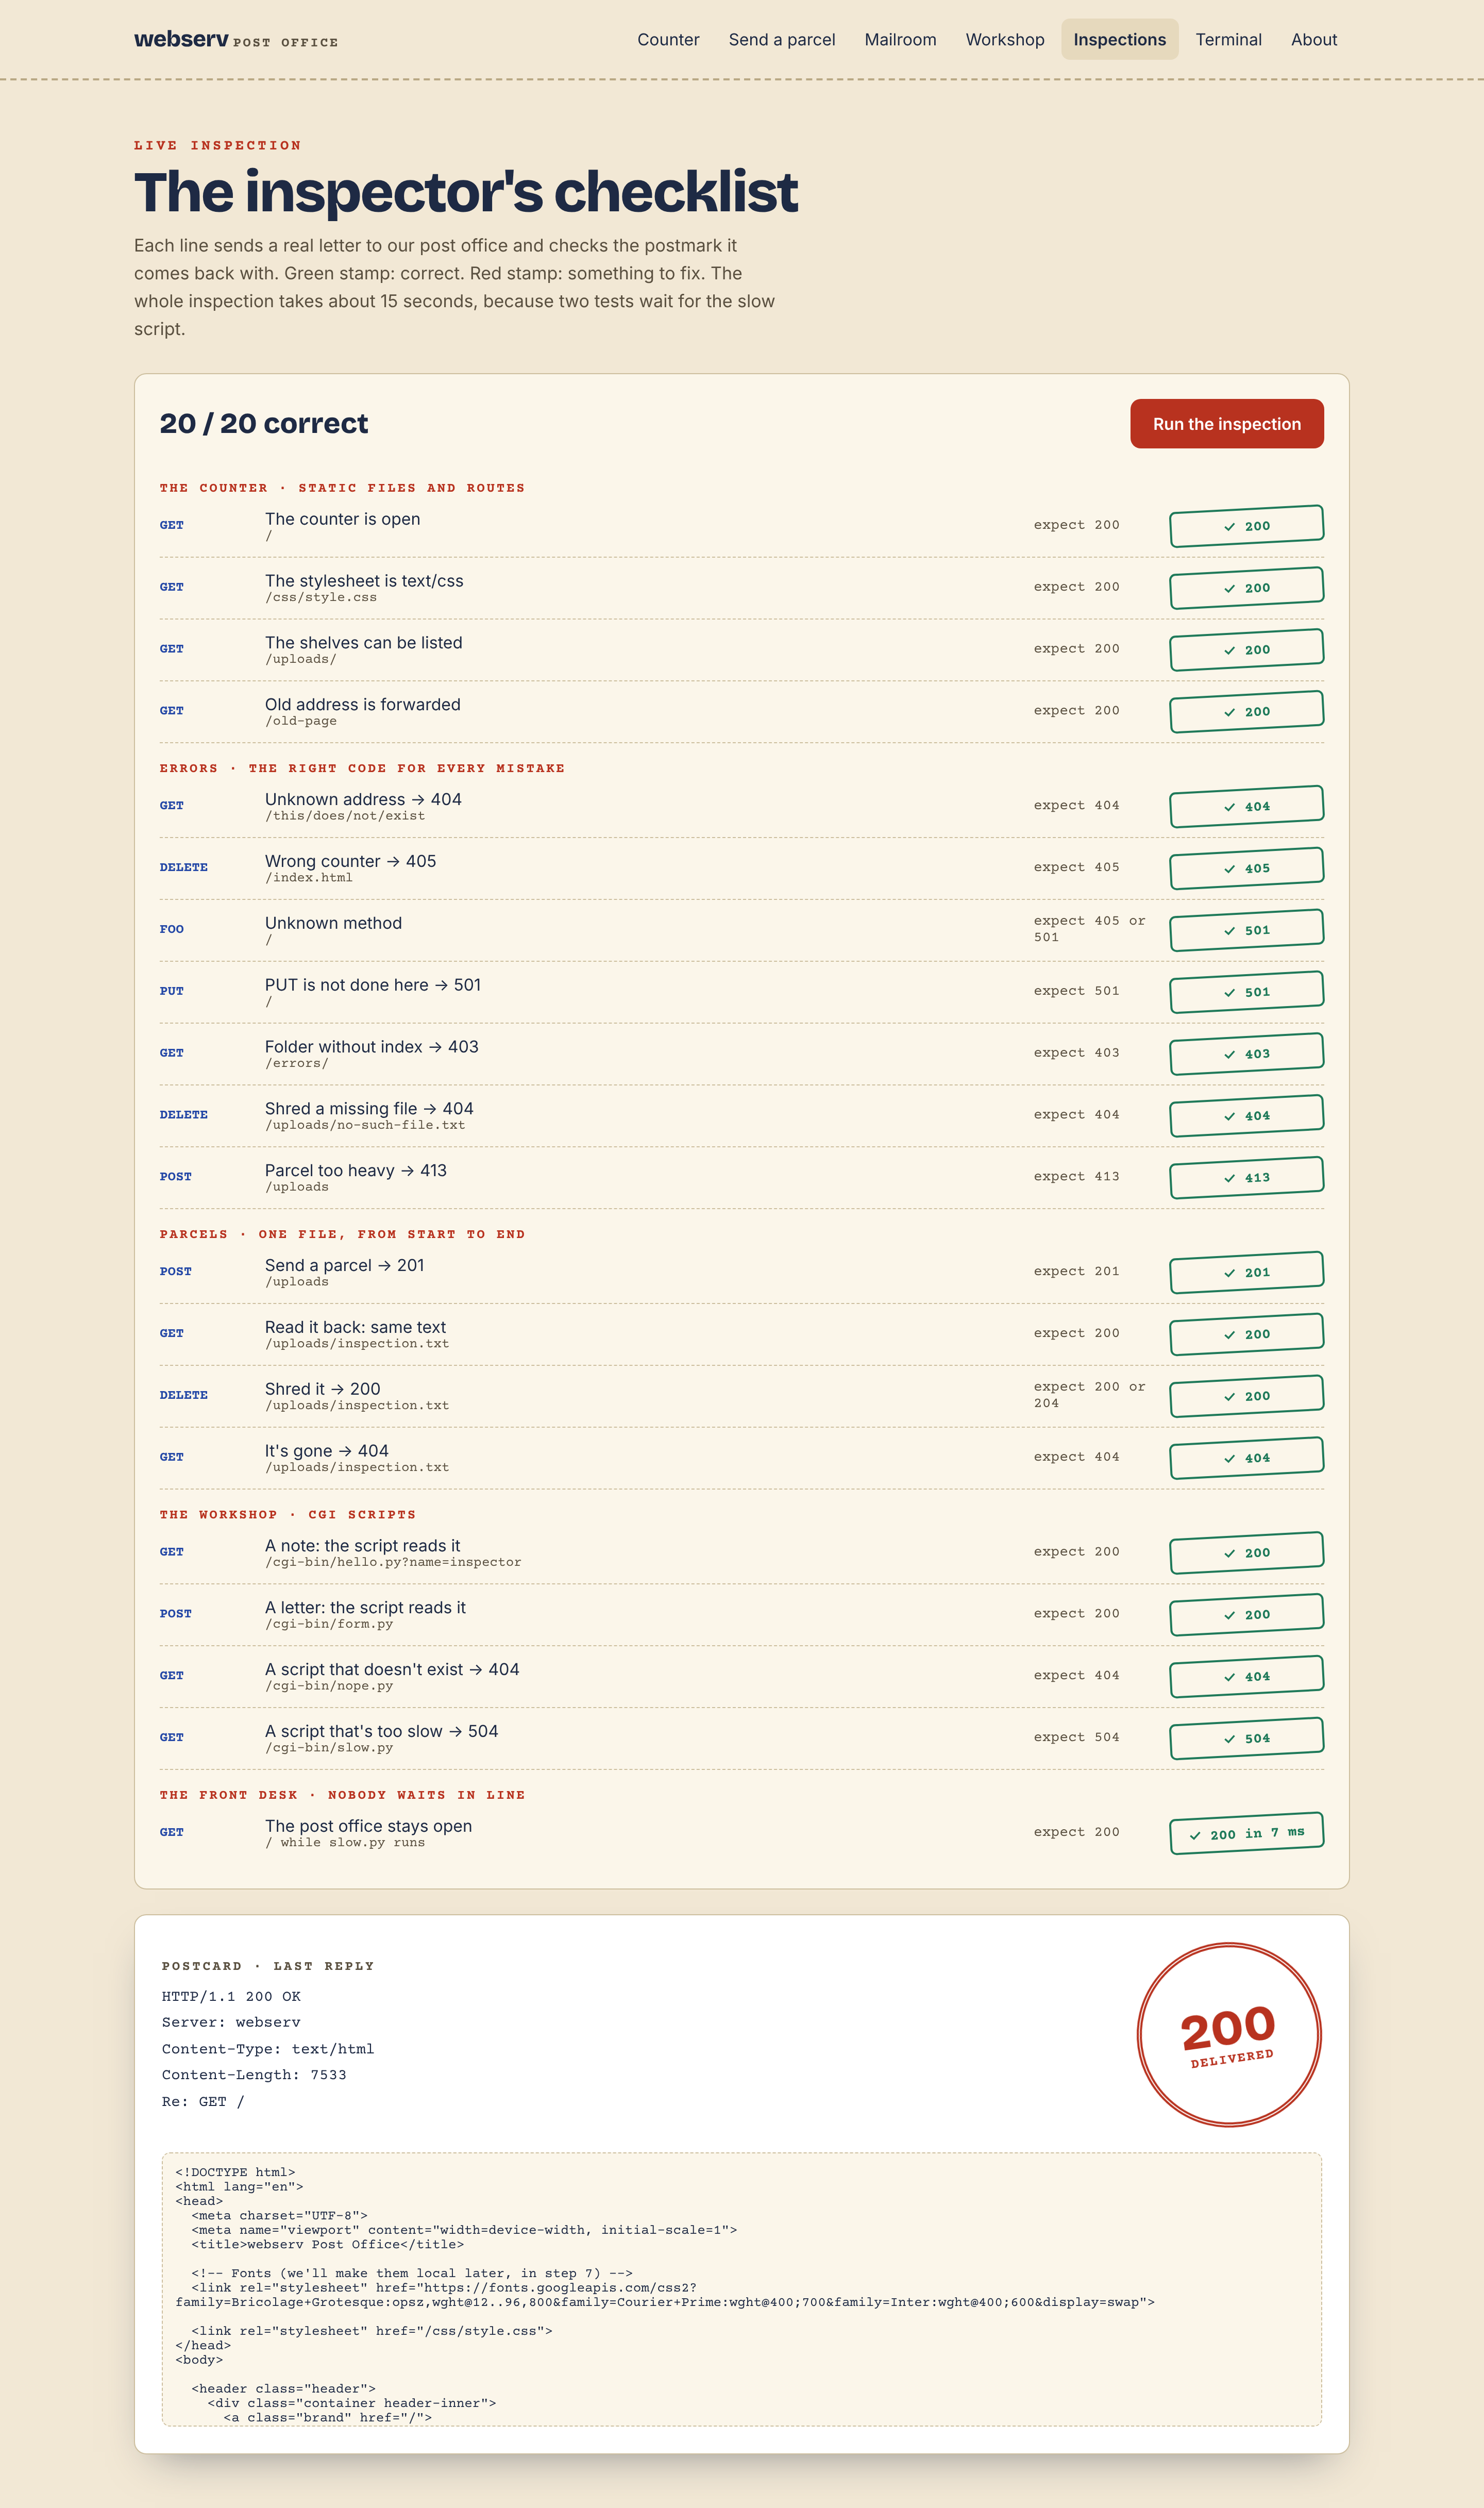 webserv POST OFFICE
Counter Send a parcel Mailroom Workshop Inspections Terminal About
LIVE INSPECTION
The inspector's checklist
Each line sends a real letter to our post office and checks the postmark it
comes back with. Green stamp: correct. Red stamp: something to fix. The
whole inspection takes about 15 seconds, because two tests wait for the slow
script.
20 / 20 correct
Run the inspection
THE COUNTER · STATIC FILES AND ROUTES
GET The counter is open expect 200 ✓ 200
/
GET The stylesheet is text/css expect 200 ✓ 200
/css/style.css
GET The shelves can be listed expect 200 ✓ 200
/uploads/
GET Old address is forwarded expect 200 ✓ 200
/old-page
ERRORS · THE RIGHT CODE FOR EVERY MISTAKE
GET Unknown address → 404 expect 404 ✓ 404
/this/does/not/exist
DELETE Wrong counter → 405 expect 405 ✓ 405
/index.html
FOO Unknown method expect 405 or 501 ✓ 501
/
PUT PUT is not done here → 501 expect 501 ✓ 501
/
GET Folder without index → 403 expect 403 ✓ 403
/errors/
DELETE Shred a missing file → 404 expect 404 ✓ 404
/uploads/no-such-file.txt
POST Parcel too heavy → 413 expect 413 ✓ 413
/uploads
PARCELS · ONE FILE, FROM START TO END
POST Send a parcel → 201 expect 201 ✓ 201
/uploads
GET Read it back: same text expect 200 ✓ 200
/uploads/inspection.txt
DELETE Shred it → 200 expect 200 or 204 ✓ 200
/uploads/inspection.txt
GET It's gone → 404 expect 404 ✓ 404
/uploads/inspection.txt
THE WORKSHOP · CGI SCRIPTS
GET A note: the script reads it expect 200 ✓ 200
/cgi-bin/hello.py?name=inspector
POST A letter: the script reads it expect 200 ✓ 200
/cgi-bin/form.py
GET A script that doesn't exist → 404 expect 404 ✓ 404
/cgi-bin/nope.py
GET A script that's too slow → 504 expect 504 ✓ 504
/cgi-bin/slow.py
THE FRONT DESK · NOBODY WAITS IN LINE
GET The post office stays open expect 200 ✓ 200 in 7 ms
/ while slow.py runs
POSTCARD · LAST REPLY
HTTP/1.1 200 OK
Server: webserv
Content-Type: text/html
Content-Length: 7533
Re: GET /
200
DELIVERED
<!DOCTYPE html>
<html lang="en">
<head>
  <meta charset="UTF-8">
  <meta name="viewport" content="width=device-width, initial-scale=1">
  <title>webserv Post Office</title>
  <!-- Fonts (we'll make them local later, in step 7) -->
  <link rel="stylesheet" href="https://fonts.googleapis.com/css2?
family=Bricolage+Grotesque:opsz,wght@12..96,800&family=Courier+Prime:wght@400;700&family=Inter:wght@400;600&display=swap">
  <link rel="stylesheet" href="/css/style.css">
</head>
<body>
  <header class="header">
    <div class="container header-inner">
      <a class="brand" href="/">